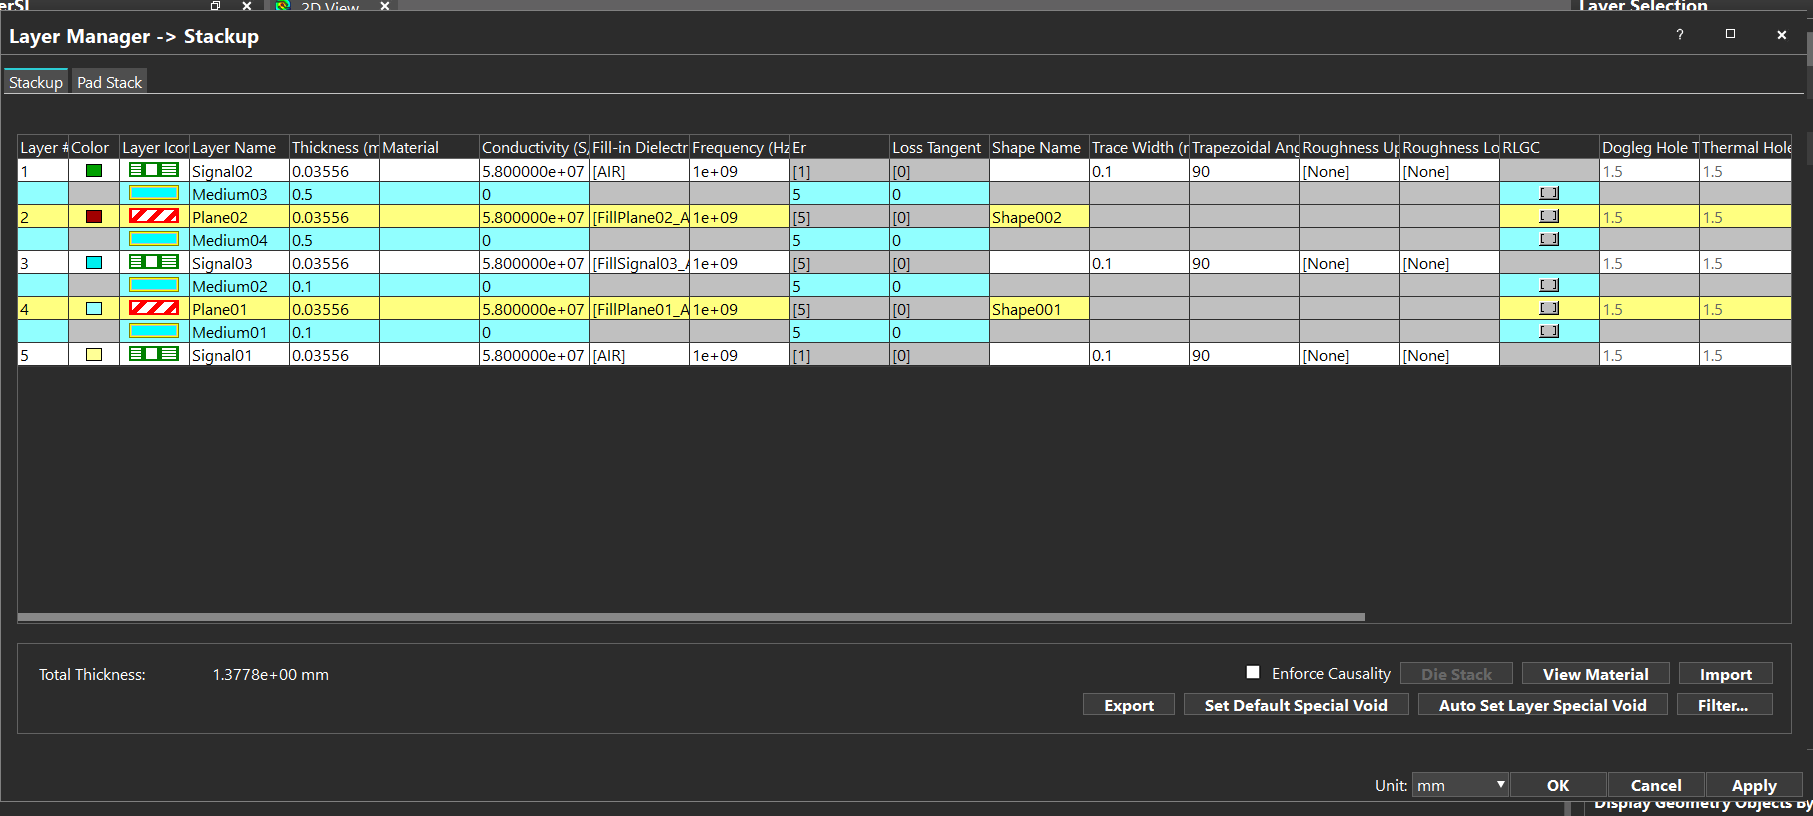 erSI 2D View Layer Selection
Layer Manager -> Stackup ?
Stackup Pad Stack
Layer # Color Layer Icon Layer Name Thickness (m Material Conductivity (S, Fill-in Dielectr Frequency (Hz Er Loss Tangent Shape Name Trace Width (r Trapezoidal Ang Roughness Up Roughness Lo RLGC Dogleg Hole T Thermal Hole
1 Signal02 0.03556 5.800000e+07 [AIR] 1e+09 [1] [0] 0.1 90 [None] [None] 1.5 1.5
Medium03 0.5 0 5 0 [ ]
2 Plane02 0.03556 5.800000e+07 [FillPlane02_A 1e+09 [5] [0] Shape002 [ ] 1.5 1.5
Medium04 0.5 0 5 0 [ ]
3 Signal03 0.03556 5.800000e+07 [FillSignal03_A 1e+09 [5] [0] 0.1 90 [None] [None] 1.5 1.5
Medium02 0.1 0 5 0 [ ]
4 Plane01 0.03556 5.800000e+07 [FillPlane01_A 1e+09 [5] [0] Shape001 [ ] 1.5 1.5
Medium01 0.1 0 5 0 [ ]
5 Signal01 0.03556 5.800000e+07 [AIR] 1e+09 [1] [0] 0.1 90 [None] [None] 1.5 1.5
Total Thickness: 1.3778e+00 mm Enforce Causality Die Stack View Material Import
Export Set Default Special Void Auto Set Layer Special Void Filter...
Unit: mm OK Cancel Apply
Display Geometry Objects By